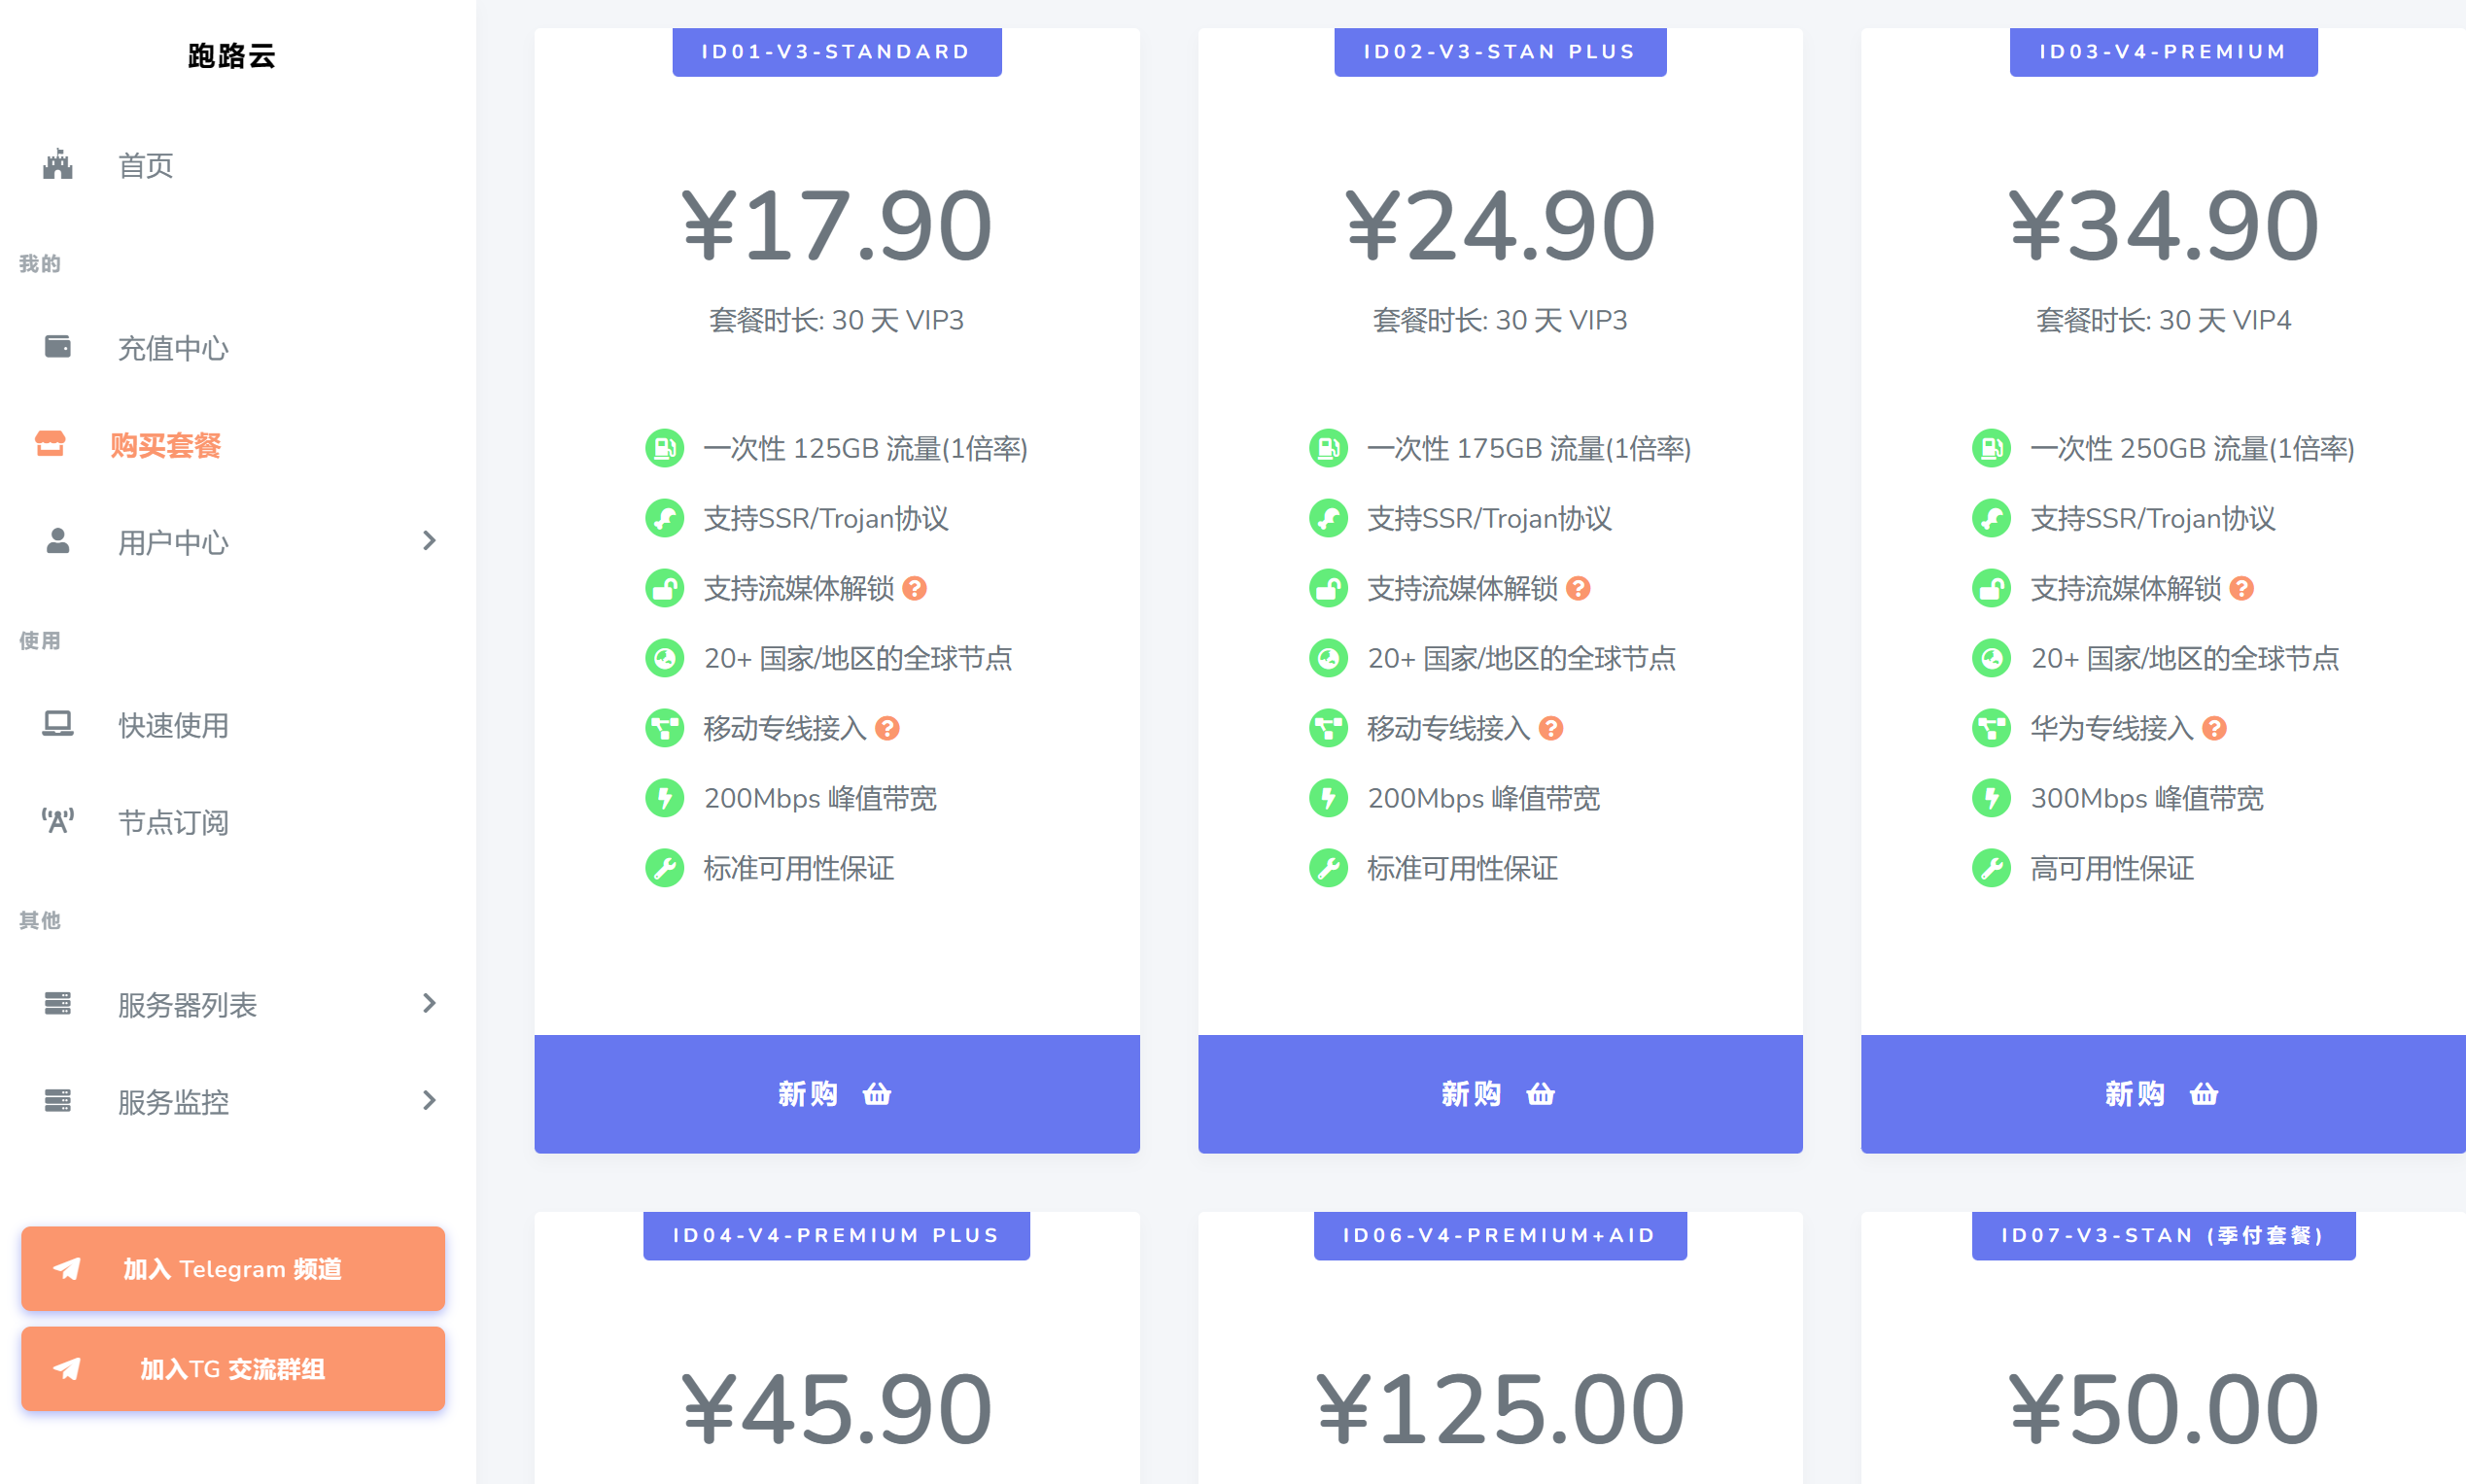 跑路云
首页
我的
充值中心
购买套餐
用户中心
使用
快速使用
节点订阅
其他
服务器列表
服务监控
加入 Telegram 频道
加入TG 交流群组
ID01-V3-STANDARD
¥17.90
套餐时长: 30 天 VIP3
一次性 125GB 流量(1倍率)
支持SSR/Trojan协议
支持流媒体解锁
20+ 国家/地区的全球节点
移动专线接入
200Mbps 峰值带宽
标准可用性保证
新购
ID02-V3-STAN PLUS
¥24.90
套餐时长: 30 天 VIP3
一次性 175GB 流量(1倍率)
支持SSR/Trojan协议
支持流媒体解锁
20+ 国家/地区的全球节点
移动专线接入
200Mbps 峰值带宽
标准可用性保证
新购
ID03-V4-PREMIUM
¥34.90
套餐时长: 30 天 VIP4
一次性 250GB 流量(1倍率)
支持SSR/Trojan协议
支持流媒体解锁
20+ 国家/地区的全球节点
华为专线接入
300Mbps 峰值带宽
高可用性保证
新购
ID04-V4-PREMIUM PLUS
¥45.90
ID06-V4-PREMIUM+AID
¥125.00
ID07-V3-STAN (季付套餐)
¥50.00